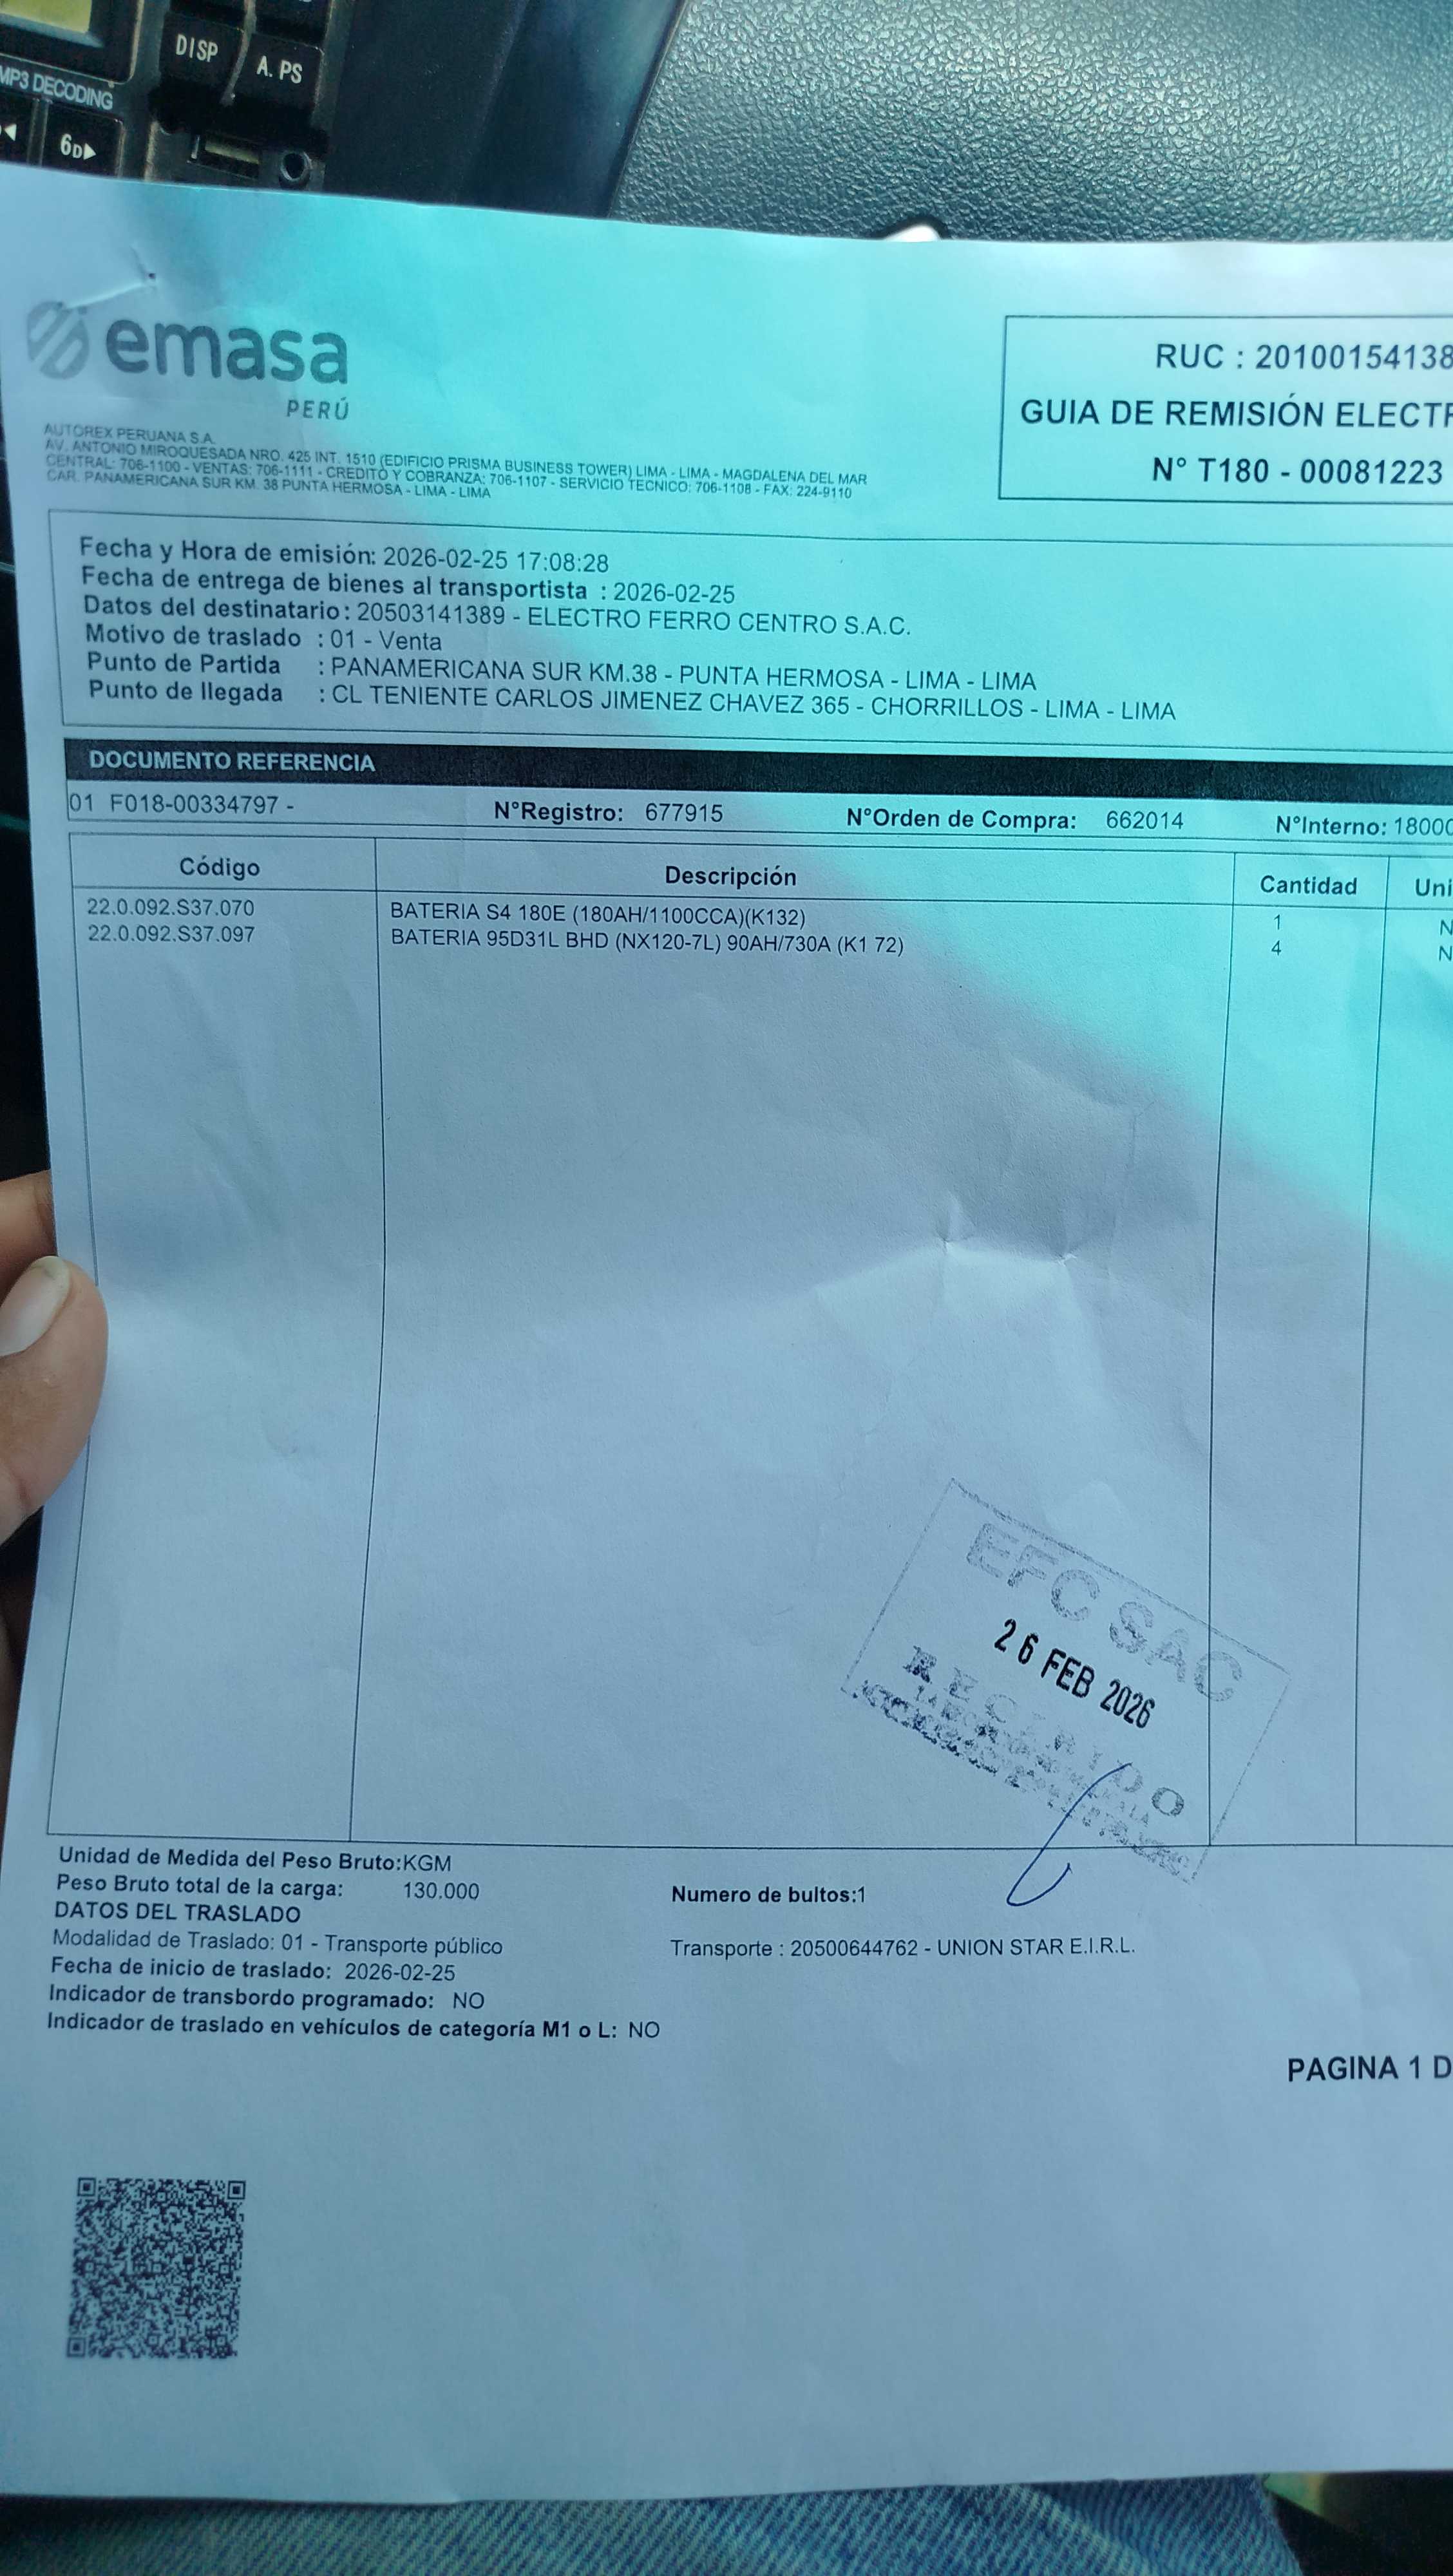 DISP
A. PS
MP3 DECODING
6D
emasa
PERÚ
AUTOREX PERUANA S.A.
AV. ANTONIO MIROQUESADA NRO. 425 INT. 1510 (EDIFICIO PRISMA BUSINESS TOWER) LIMA - LIMA - MAGDALENA DEL MAR
CENTRAL: 706-1100 - VENTAS: 706-1111 - CREDITO Y COBRANZA: 706-1107 - SERVICIO TECNICO: 706-1108 - FAX: 224-9110
CAR. PANAMERICANA SUR KM. 38 PUNTA HERMOSA - LIMA - LIMA
RUC : 20100154138
GUIA DE REMISIÓN ELECTR
N° T180 - 00081223
Fecha y Hora de emisión: 2026-02-25 17:08:28
Fecha de entrega de bienes al transportista : 2026-02-25
Datos del destinatario: 20503141389 - ELECTRO FERRO CENTRO S.A.C.
Motivo de traslado : 01 - Venta
Punto de Partida : PANAMERICANA SUR KM.38 - PUNTA HERMOSA - LIMA - LIMA
Punto de llegada : CL TENIENTE CARLOS JIMENEZ CHAVEZ 365 - CHORRILLOS - LIMA - LIMA
DOCUMENTO REFERENCIA
01 F018-00334797 - N°Registro: 677915 N°Orden de Compra: 662014 N°Interno: 18000
Código Descripción Cantidad Uni
22.0.092.S37.070 BATERIA S4 180E (180AH/1100CCA)(K132) 1 N
22.0.092.S37.097 BATERIA 95D31L BHD (NX120-7L) 90AH/730A (K1 72) 4 N
EFC SAC
26 FEB 2026
RECIBIDO
Unidad de Medida del Peso Bruto:KGM
Peso Bruto total de la carga: 130.000 Numero de bultos:1
DATOS DEL TRASLADO
Modalidad de Traslado: 01 - Transporte público Transporte : 20500644762 - UNION STAR E.I.R.L.
Fecha de inicio de traslado: 2026-02-25
Indicador de transbordo programado: NO
Indicador de traslado en vehículos de categoría M1 o L: NO
PAGINA 1 D